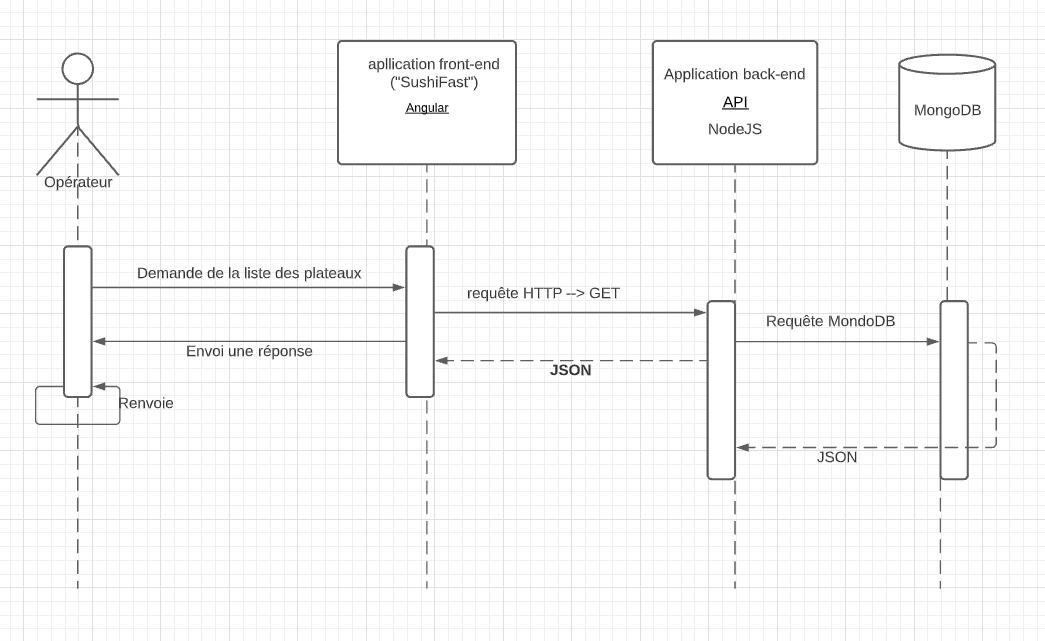 apllication front-end
("SushiFast")
Angular
Application back-end
API
NodeJS
MongoDB
Opérateur
Demande de la liste des plateaux
requête HTTP --> GET
Requête MondoDB
Envoi une réponse
JSON
Renvoie
JSON